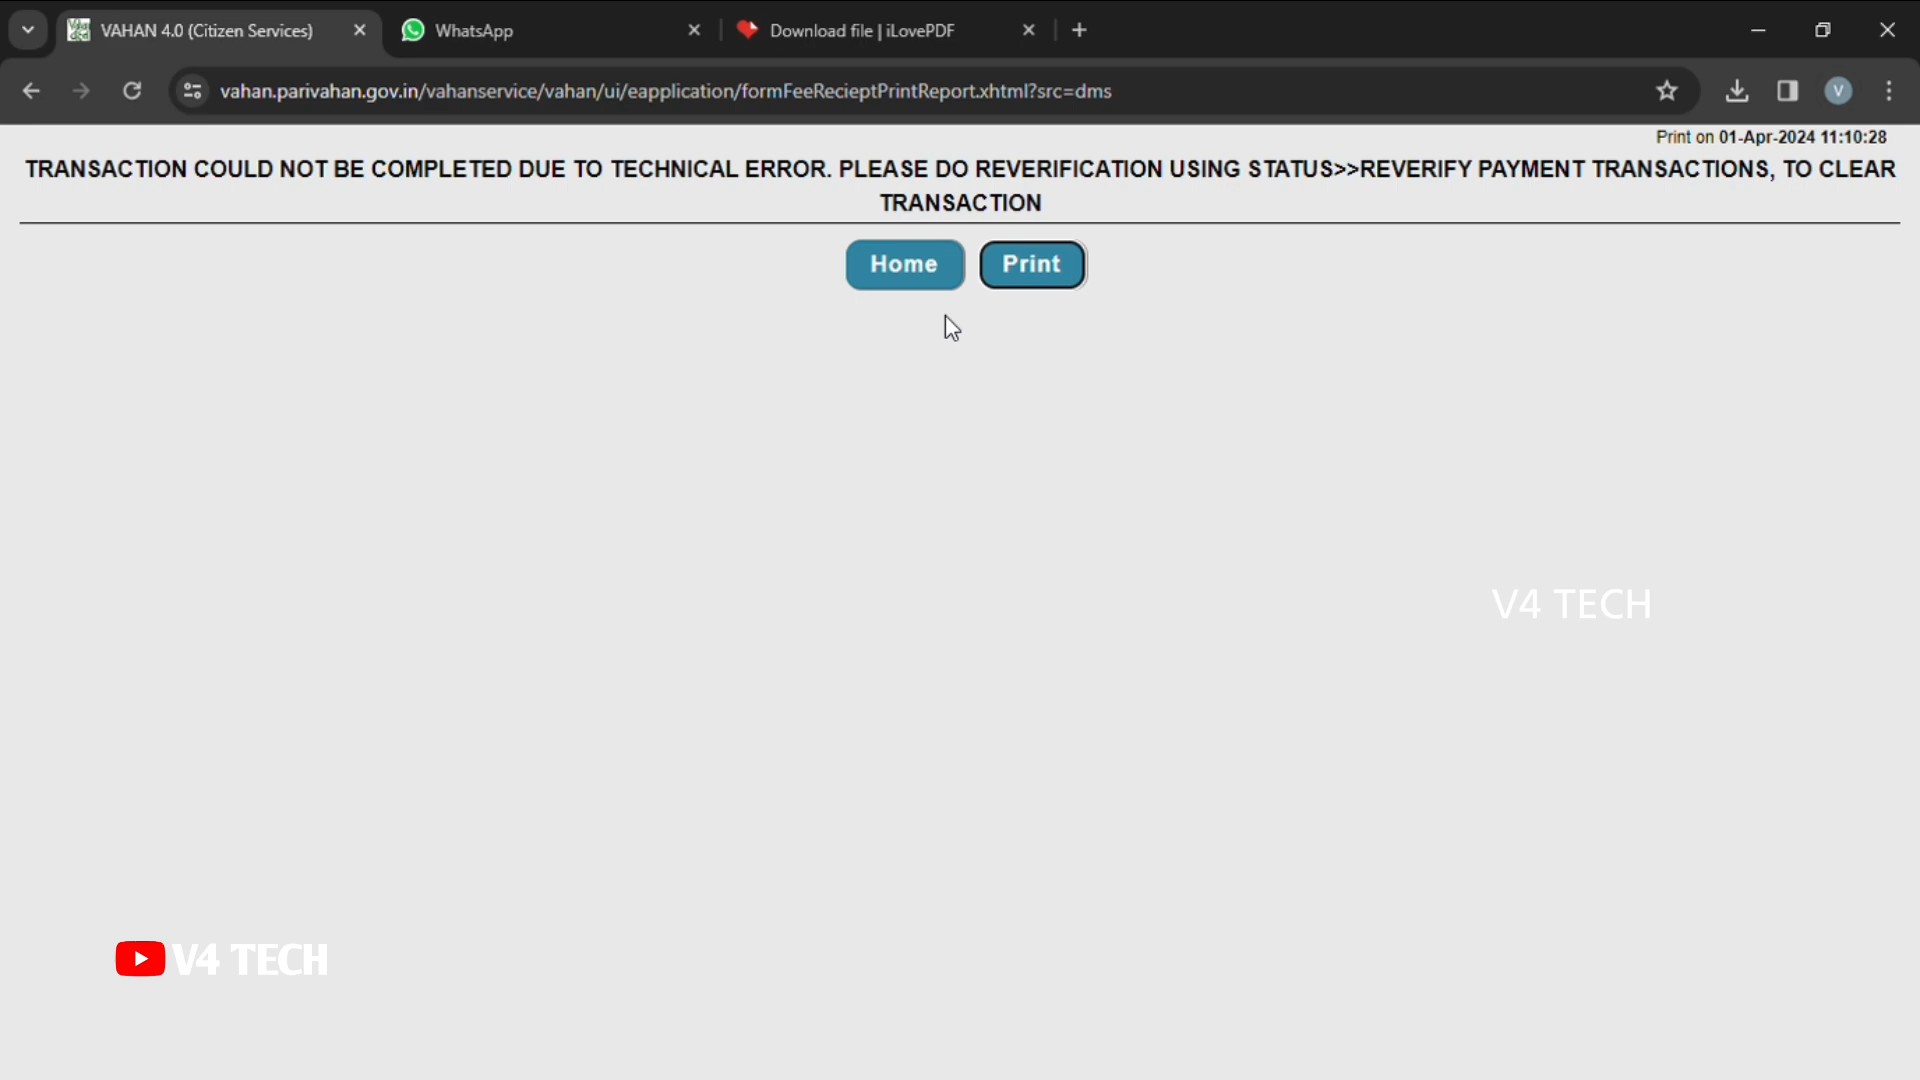 VAHAN 4.0 (Citizen Services)
WhatsApp
Download file | iLovePDF
vahan.parivahan.gov.in/vahanservice/vahan/ui/eapplication/formFeeRecieptPrintReport.xhtml?src=dms
V
Print on 01-Apr-2024 11:10:28
TRANSACTION COULD NOT BE COMPLETED DUE TO TECHNICAL ERROR. PLEASE DO REVERIFICATION USING STATUS>>REVERIFY PAYMENT TRANSACTIONS, TO CLEAR
TRANSACTION
Home
Print
V4 TECH
V4 TECH